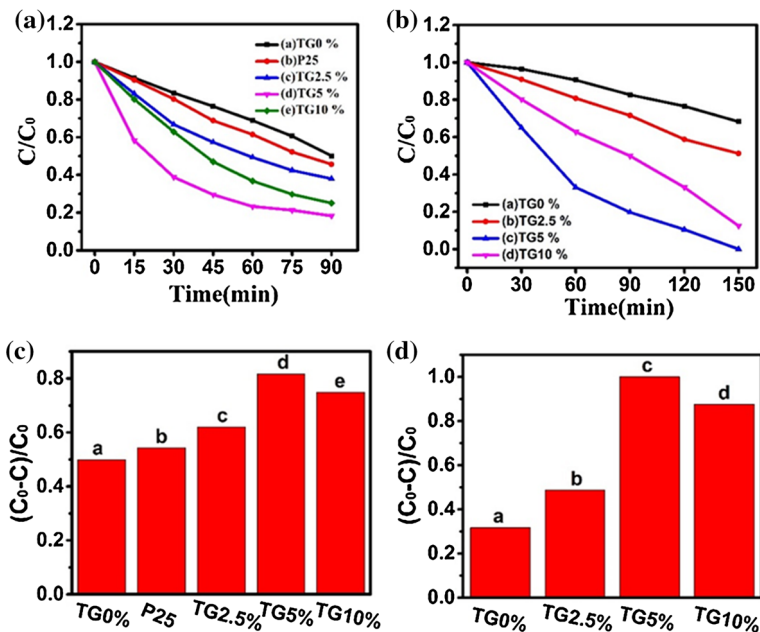 (a)
1.2
1.0
0.8
0.6
0.4
0.2
0.0
C/C₀
(a)TG0 %
(b)P25
(c)TG2.5 %
(d)TG5 %
(e)TG10 %
0 15 30 45 60 75 90
Time(min)
(b)
1.2
1.0
0.8
0.6
0.4
0.2
0.0
C/C₀
(a)TG0 %
(b)TG2.5 %
(c)TG5 %
(d)TG10 %
0 30 60 90 120 150
Time(min)
(c)
0.8
0.6
0.4
0.2
0.0
(C₀-C)/C₀
a b c d e
TG0% P25 TG2.5% TG5% TG10%
(d)
1.0
0.8
0.6
0.4
0.2
0.0
(C₀-C)/C₀
a b c d
TG0% TG2.5% TG5% TG10%